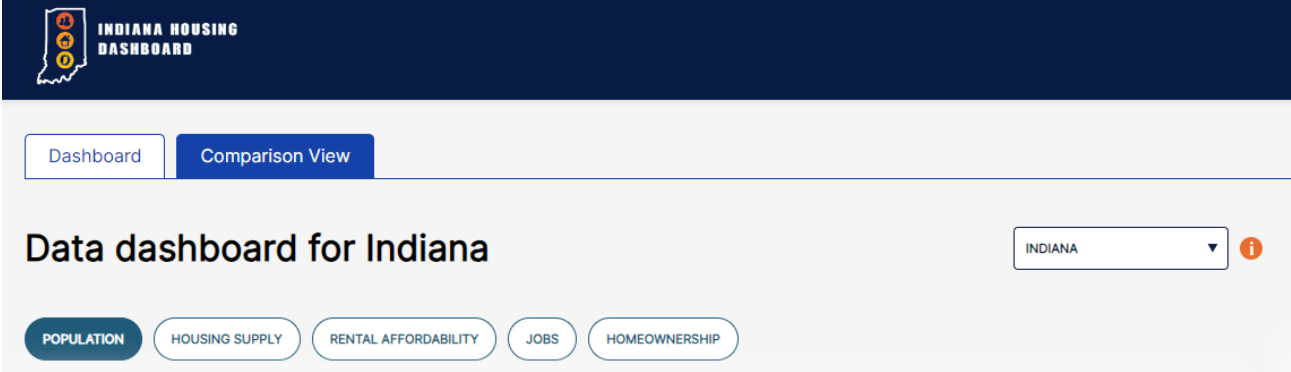 INDIANA HOUSING
DASHBOARD
Dashboard Comparison View
Data dashboard for Indiana
INDIANA
POPULATION HOUSING SUPPLY RENTAL AFFORDABILITY JOBS HOMEOWNERSHIP